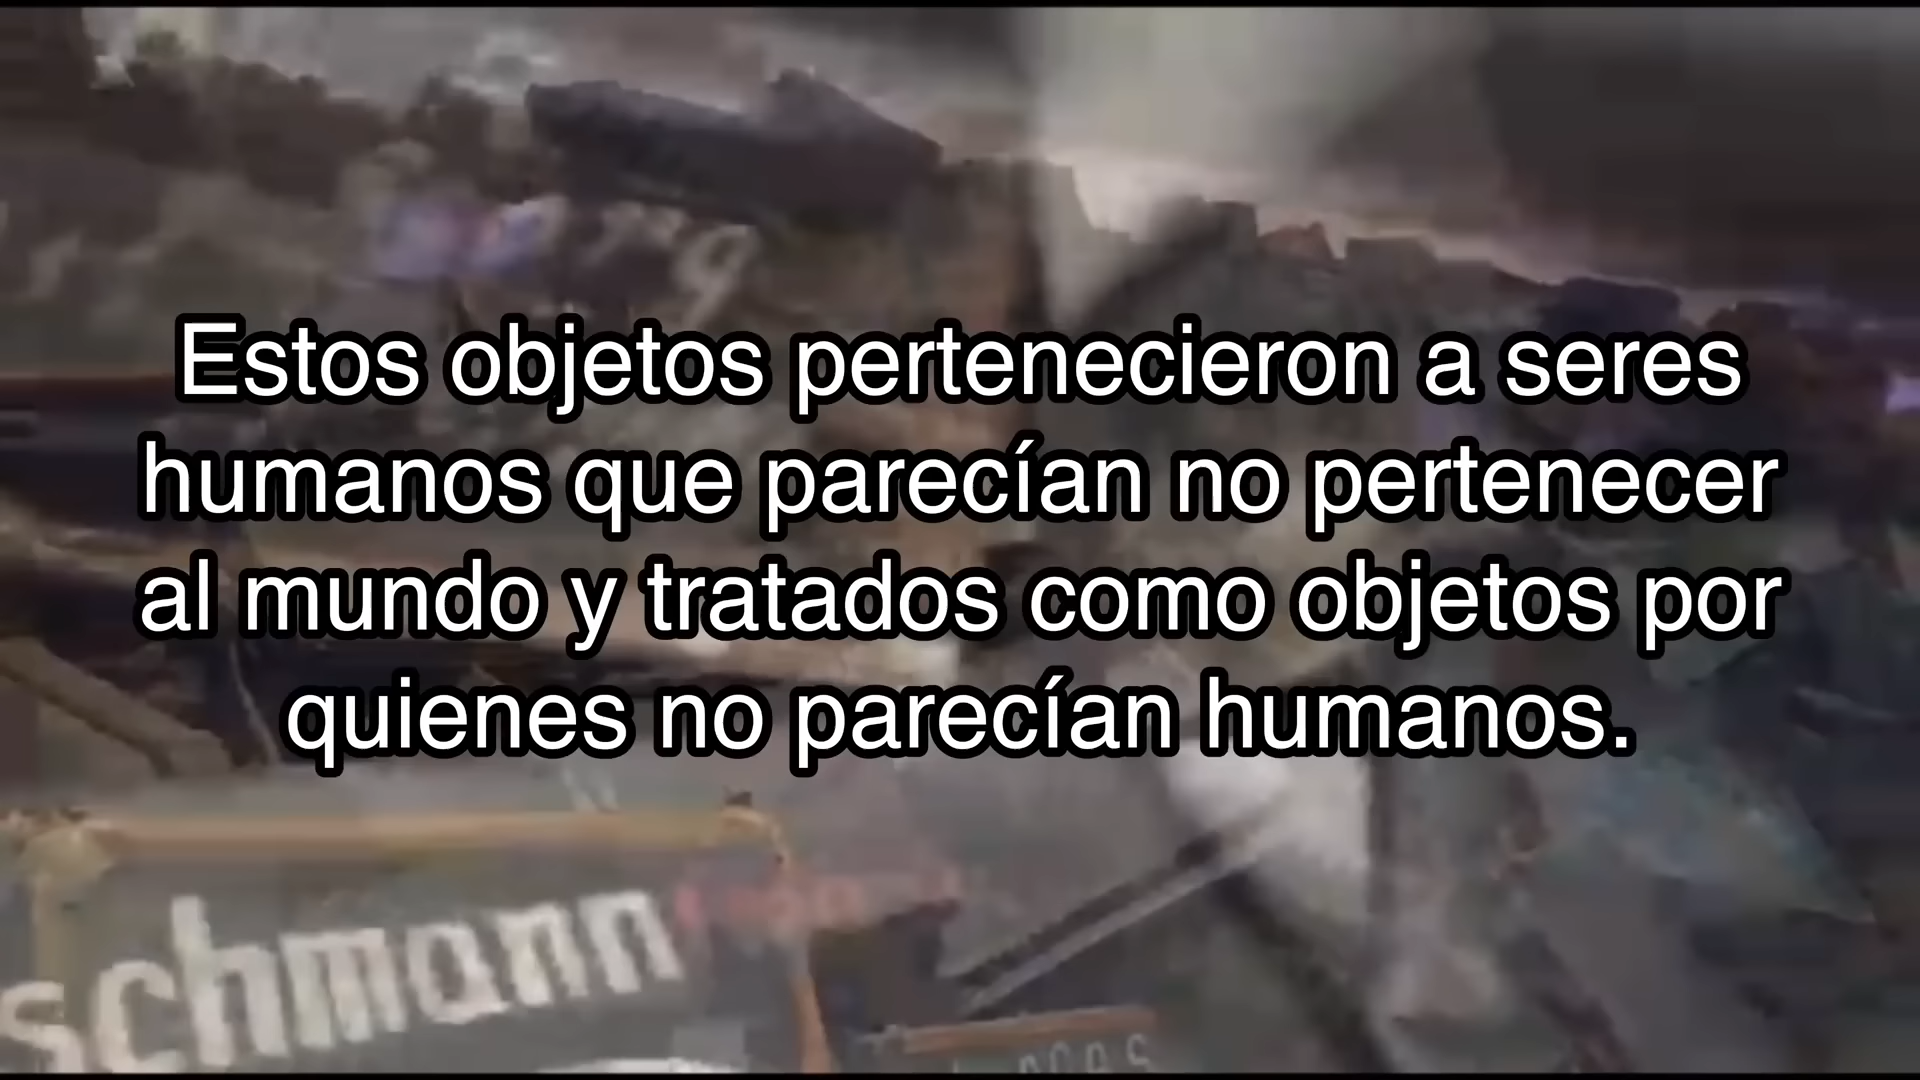 Estos objetos pertenecieron a seres
humanos que parecían no pertenecer
al mundo y tratados como objetos por
quienes no parecían humanos.
schmann